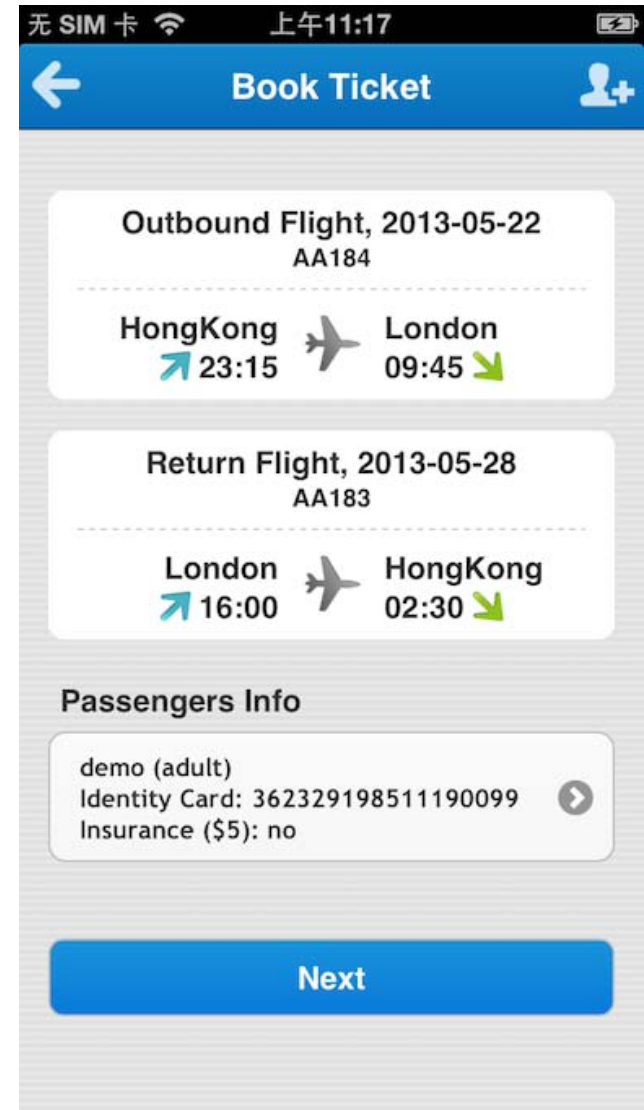 无 SIM 卡 上午11:17
Book Ticket
Outbound Flight, 2013-05-22
AA184
HongKong London
23:15 09:45
Return Flight, 2013-05-28
AA183
London HongKong
16:00 02:30
Passengers Info
demo (adult)
Identity Card: 362329198511190099
Insurance ($5): no
Next